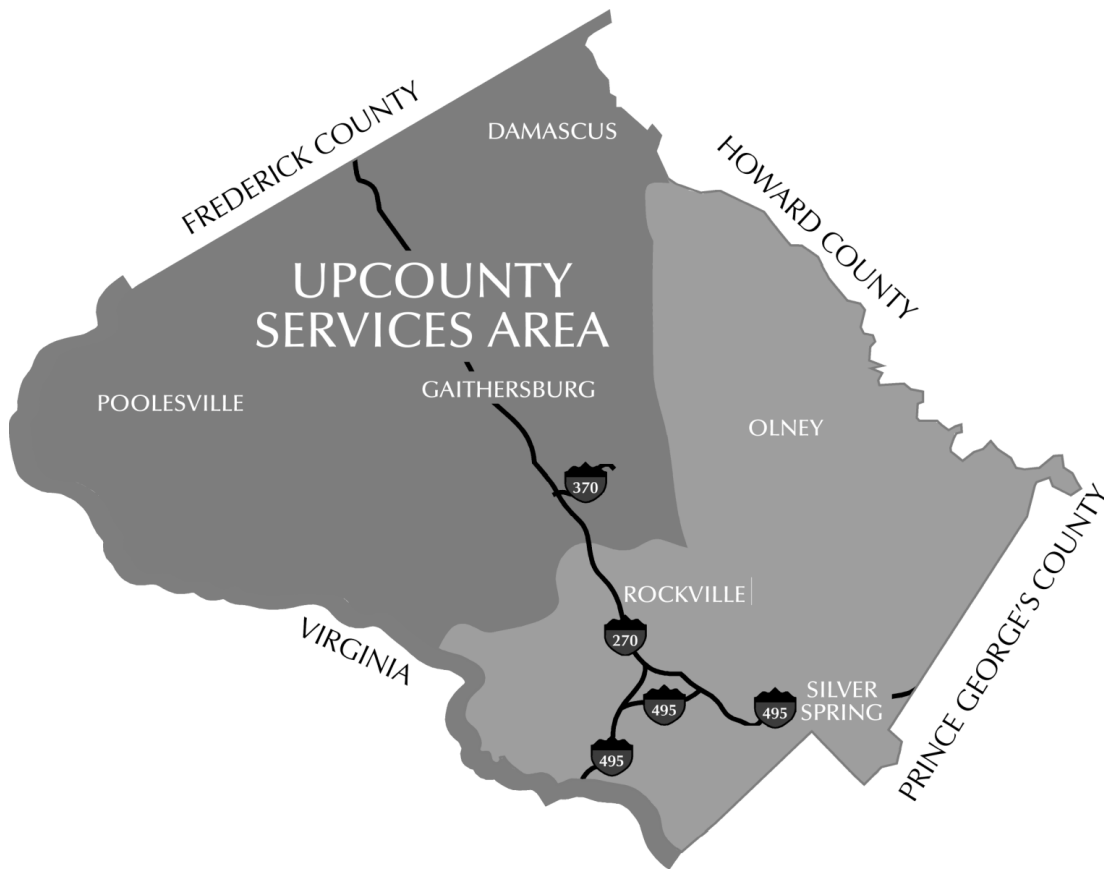 DAMASCUS
FREDERICK COUNTY
HOWARD COUNTY
UPCOUNTY
SERVICES AREA
GAITHERSBURG
POOLESVILLE
OLNEY
370
ROCKVILLE
270
VIRGINIA
PRINCE GEORGE'S COUNTY
SILVER
SPRING
495
495
495